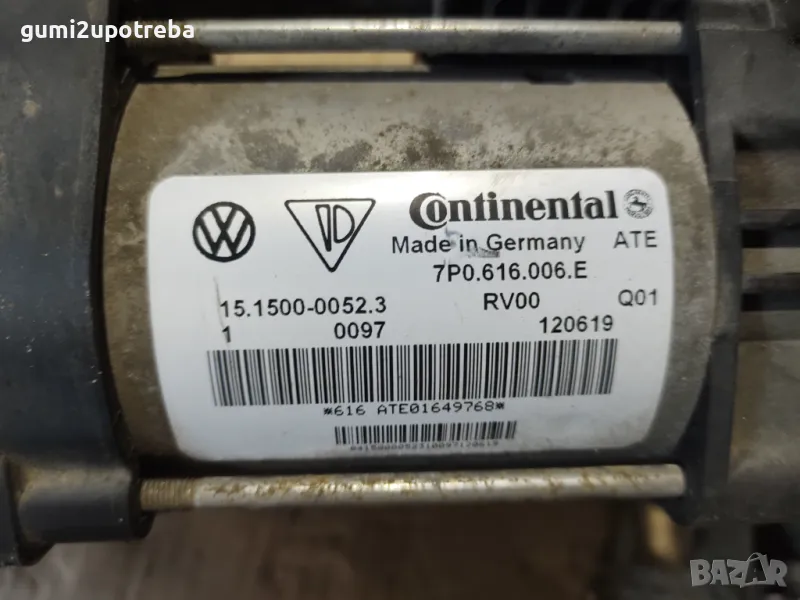 gumi2upotreba
Continental
Made in Germany ATE
7P0.616.006.E
15.1500-0052.3 RV00 Q01
1 0097 120619
*616 ATE01649768*
BAZAR